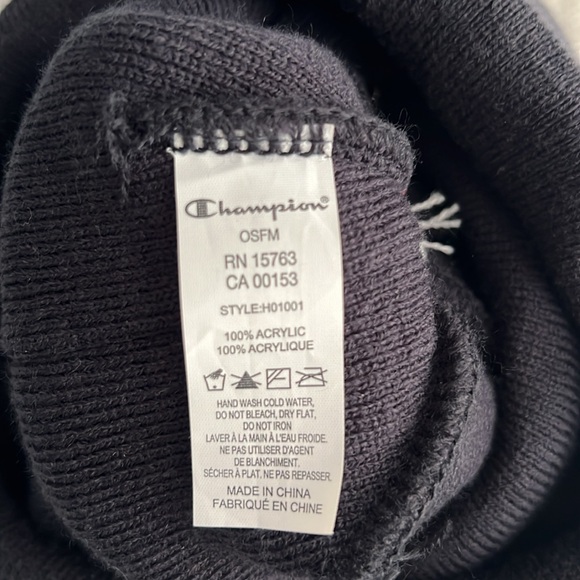 Champion®
OSFM
RN 15763
CA 00153
STYLE:H01001
100% ACRYLIC
100% ACRYLIQUE
HAND WASH COLD WATER,
DO NOT BLEACH, DRY FLAT,
DO NOT IRON
LAVER À LA MAIN À L'EAU FROIDE.
NE PAS UTILISER D'AGENT
DE BLANCHIMENT.
SÉCHER À PLAT. NE PAS REPASSER.
MADE IN CHINA
FABRIQUÉ EN CHINE